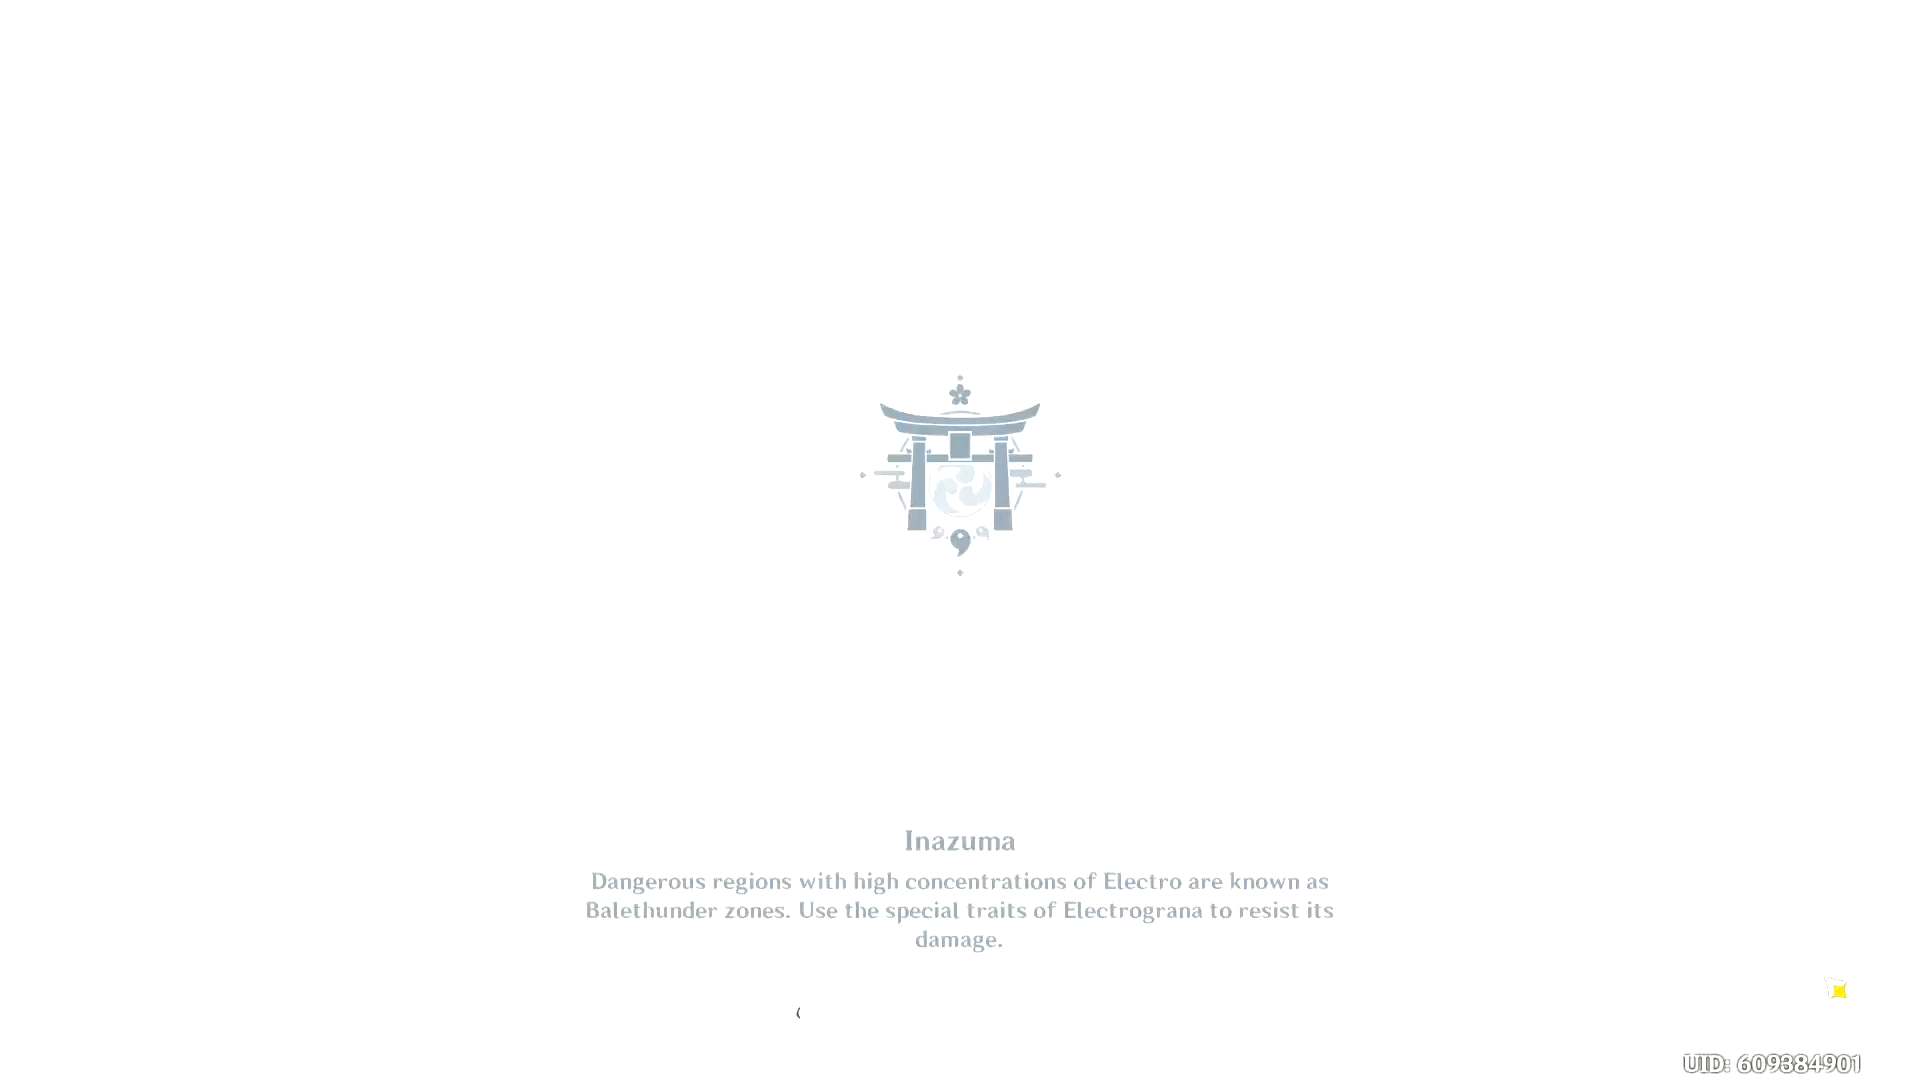 Inazuma
Dangerous regions with high concentrations of Electro are known as
Balethunder zones. Use the special traits of Electrograna to resist its
damage.
UID: 609384901